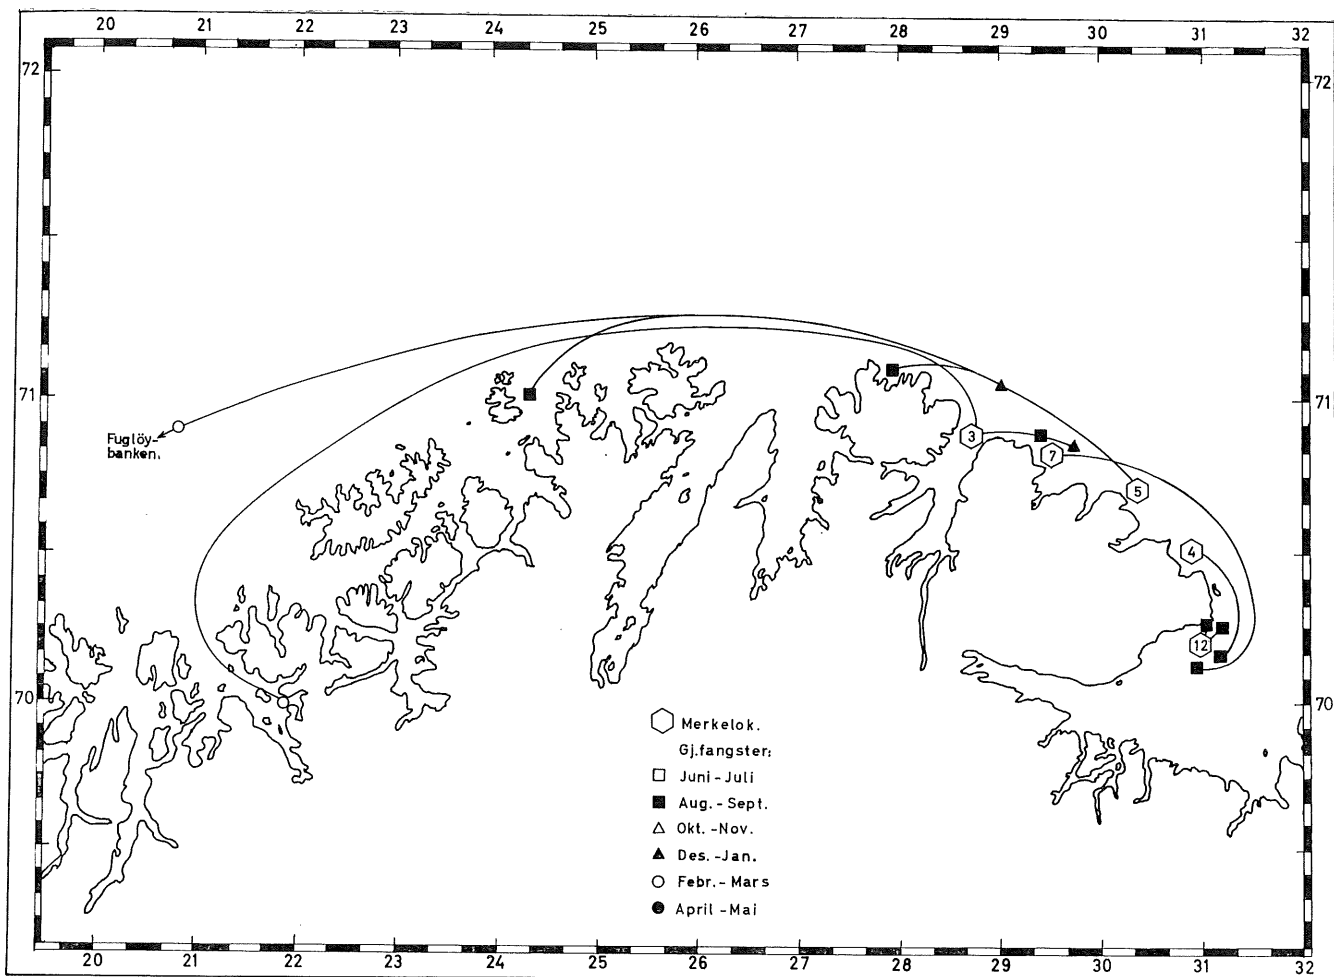 20 21 22 23 24 25 26 27 28 29 30 31 32
72 72
71 71
Fuglöy-
banken.
3
7
5
4
12
70 70
Merkelok.
Gj.fangster:
Juni-Juli
Aug.-Sept.
Okt.-Nov.
Des.-Jan.
Febr.-Mars
April-Mai
20 21 22 23 24 25 26 27 28 29 30 31 32